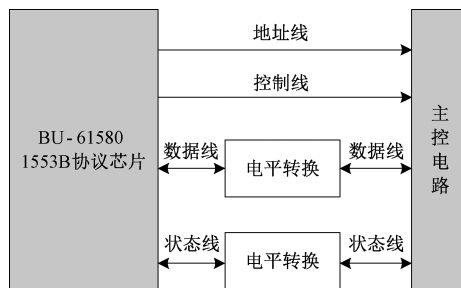 地址线
控制线
BU-61580
1553B协议芯片
数据线
电平转换
数据线
主控电路
状态线
电平转换
状态线